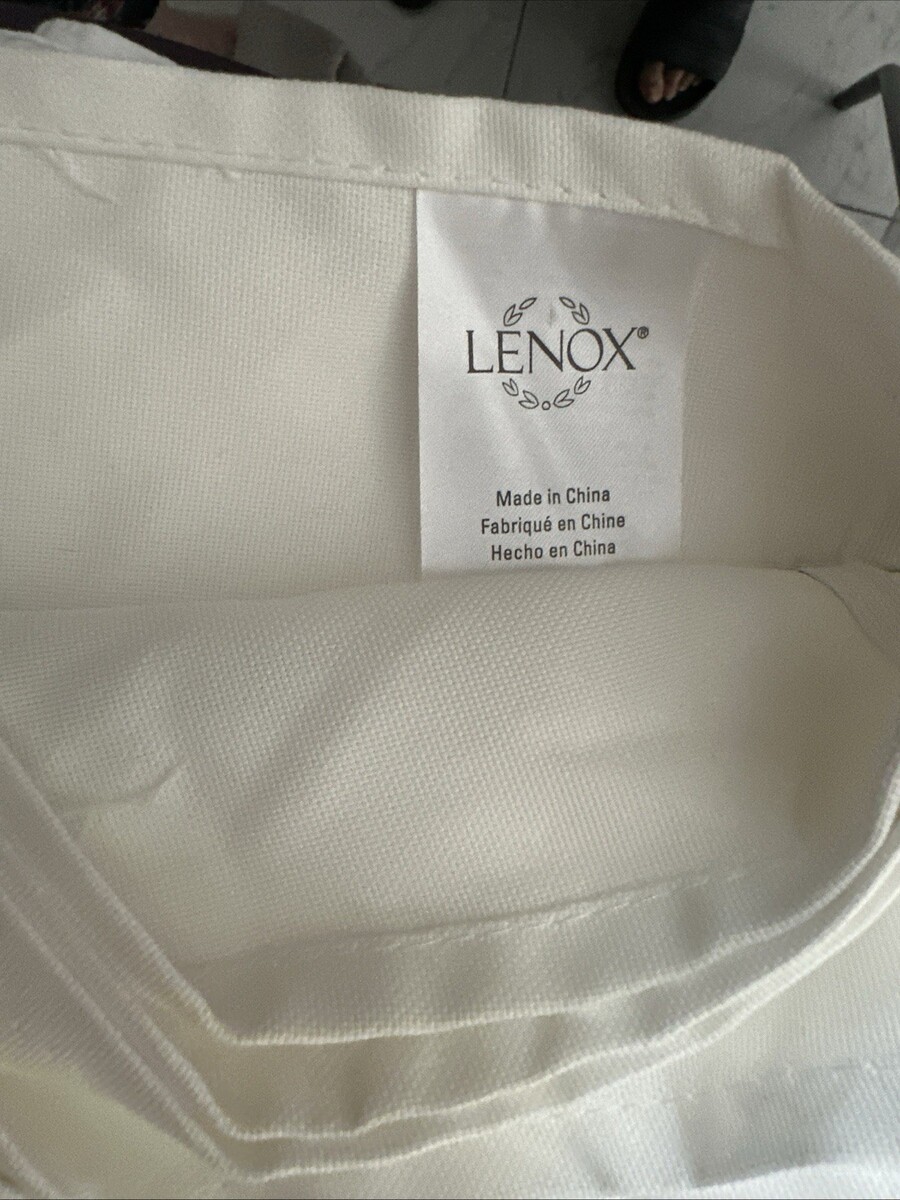 LENOX®
Made in China
Fabriqué en Chine
Hecho en China